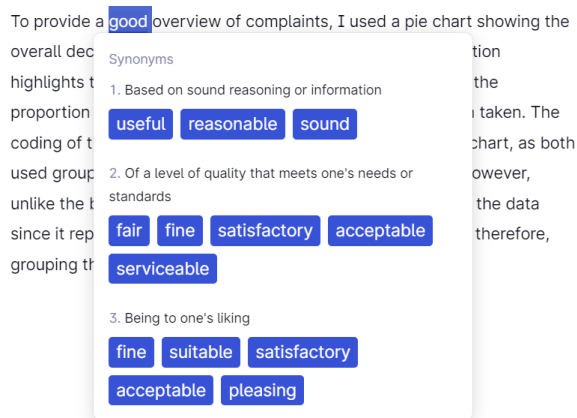 To provide a good overview of complaints, I used a pie chart showing the
overall dec tion
Synonyms
highlights t the
1. Based on sound reasoning or information
proportion taken. The
useful reasonable sound
coding of t chart, as both
used group owever,
2. Of a level of quality that meets one's needs or
standards
unlike the the data
fair fine satisfactory acceptable
since it rep therefore,
serviceable
grouping th
3. Being to one's liking
fine suitable satisfactory
acceptable pleasing